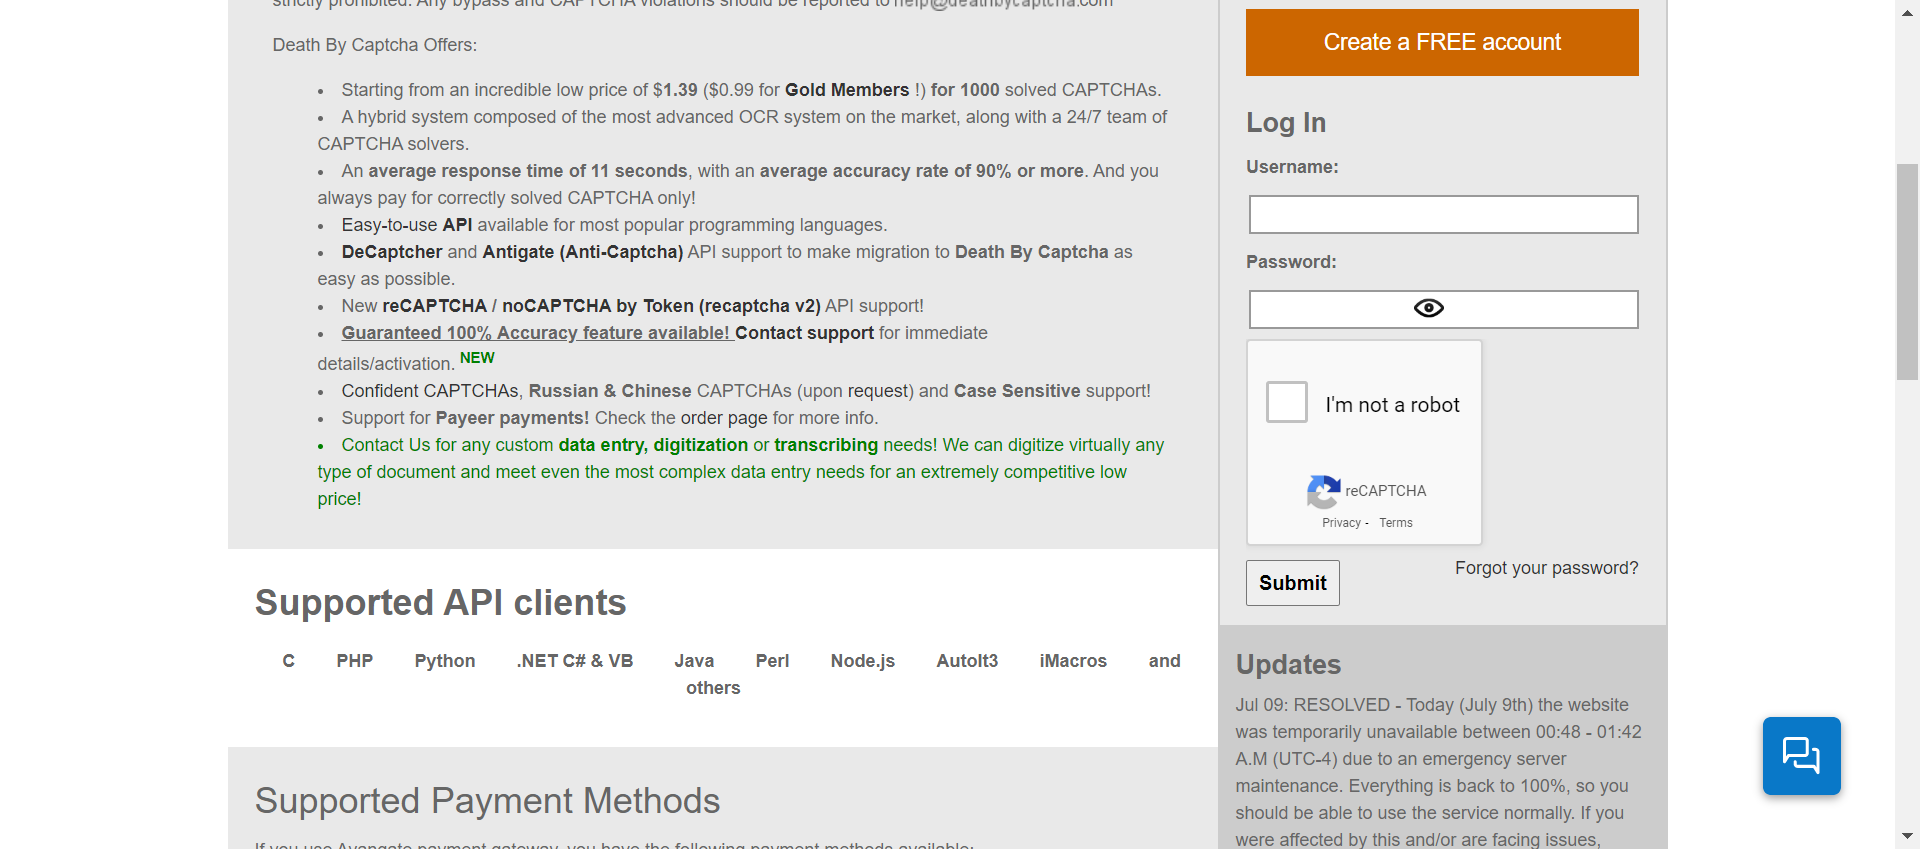 strictly prohibited. Any bypass and CAPTCHA violations should be reported to help@deathbycaptcha.com
Death By Captcha Offers:
• Starting from an incredible low price of $1.39 ($0.99 for Gold Members !) for 1000 solved CAPTCHAs.
• A hybrid system composed of the most advanced OCR system on the market, along with a 24/7 team of
CAPTCHA solvers.
• An average response time of 11 seconds, with an average accuracy rate of 90% or more. And you
always pay for correctly solved CAPTCHA only!
• Easy-to-use API available for most popular programming languages.
• DeCaptcher and Antigate (Anti-Captcha) API support to make migration to Death By Captcha as
easy as possible.
• New reCAPTCHA / noCAPTCHA by Token (recaptcha v2) API support!
• Guaranteed 100% Accuracy feature available! Contact support for immediate
details/activation. NEW
• Confident CAPTCHAs, Russian & Chinese CAPTCHAs (upon request) and Case Sensitive support!
• Support for Payeer payments! Check the order page for more info.
• Contact Us for any custom data entry, digitization or transcribing needs! We can digitize virtually any
type of document and meet even the most complex data entry needs for an extremely competitive low
price!
Supported API clients
C PHP Python .NET C# & VB Java Perl Node.js AutoIt3 iMacros and
others
Supported Payment Methods
If you use Avangate payment gateway, you have the following payment methods available:
Create a FREE account
Log In
Username:
Password:
I'm not a robot
reCAPTCHA
Privacy - Terms
Submit
Forgot your password?
Updates
Jul 09: RESOLVED - Today (July 9th) the website
was temporarily unavailable between 00:48 - 01:42
A.M (UTC-4) due to an emergency server
maintenance. Everything is back to 100%, so you
should be able to use the service normally. If you
were affected by this and/or are facing issues,